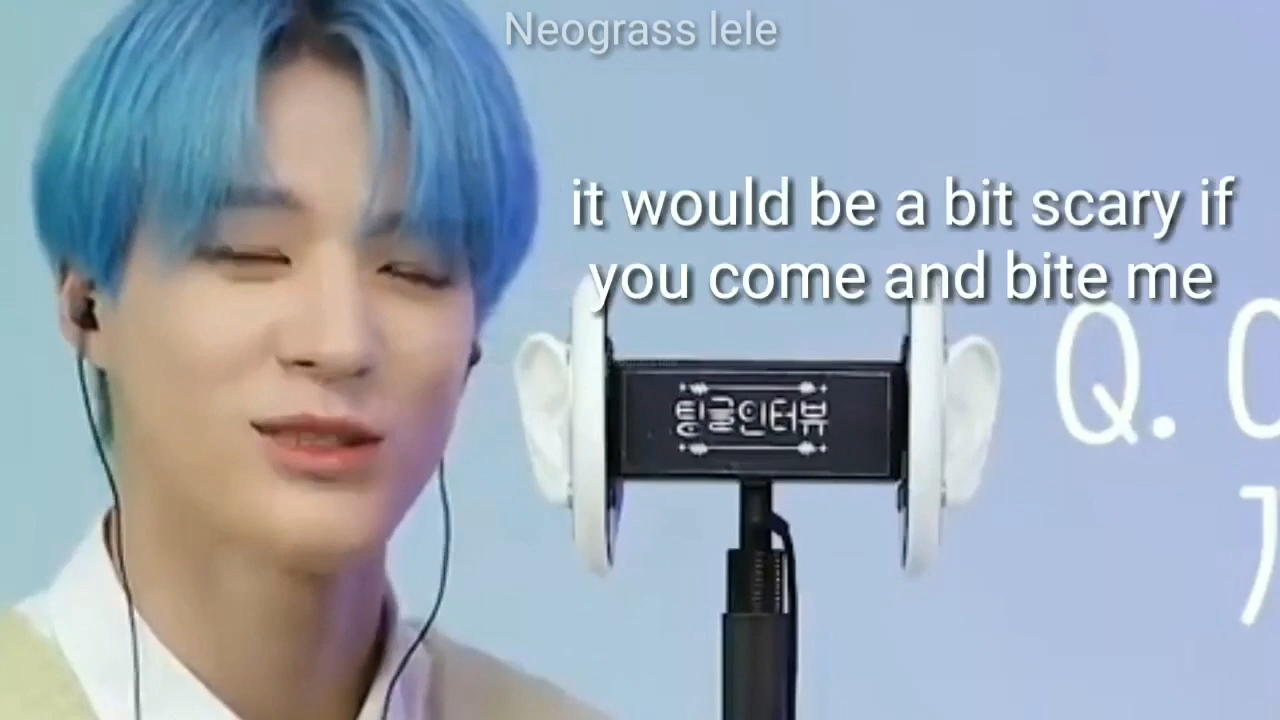 Neograss lele
it would be a bit scary if
you come and bite me
팅글인터뷰
Q.